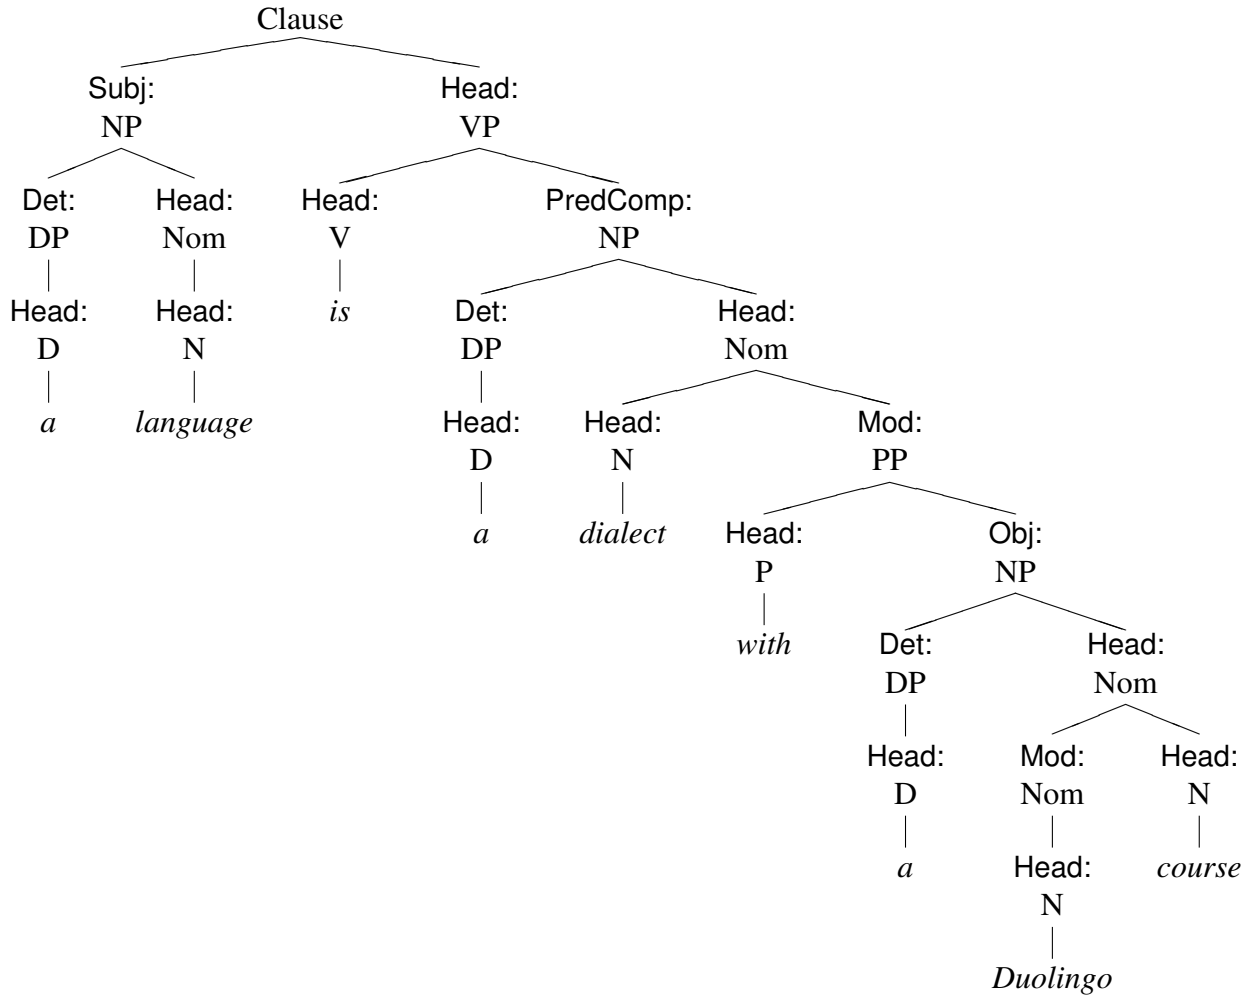 Clause
Subj: Head:
NP VP
Det: Head: Head: PredComp:
DP Nom V NP
Head: Head: is Det: Head:
D N DP Nom
a language Head: Head: Mod:
D N PP
a dialect Head: Obj:
P NP
with Det: Head:
DP Nom
Head: Mod: Head:
D Nom N
a Head: course
N
Duolingo